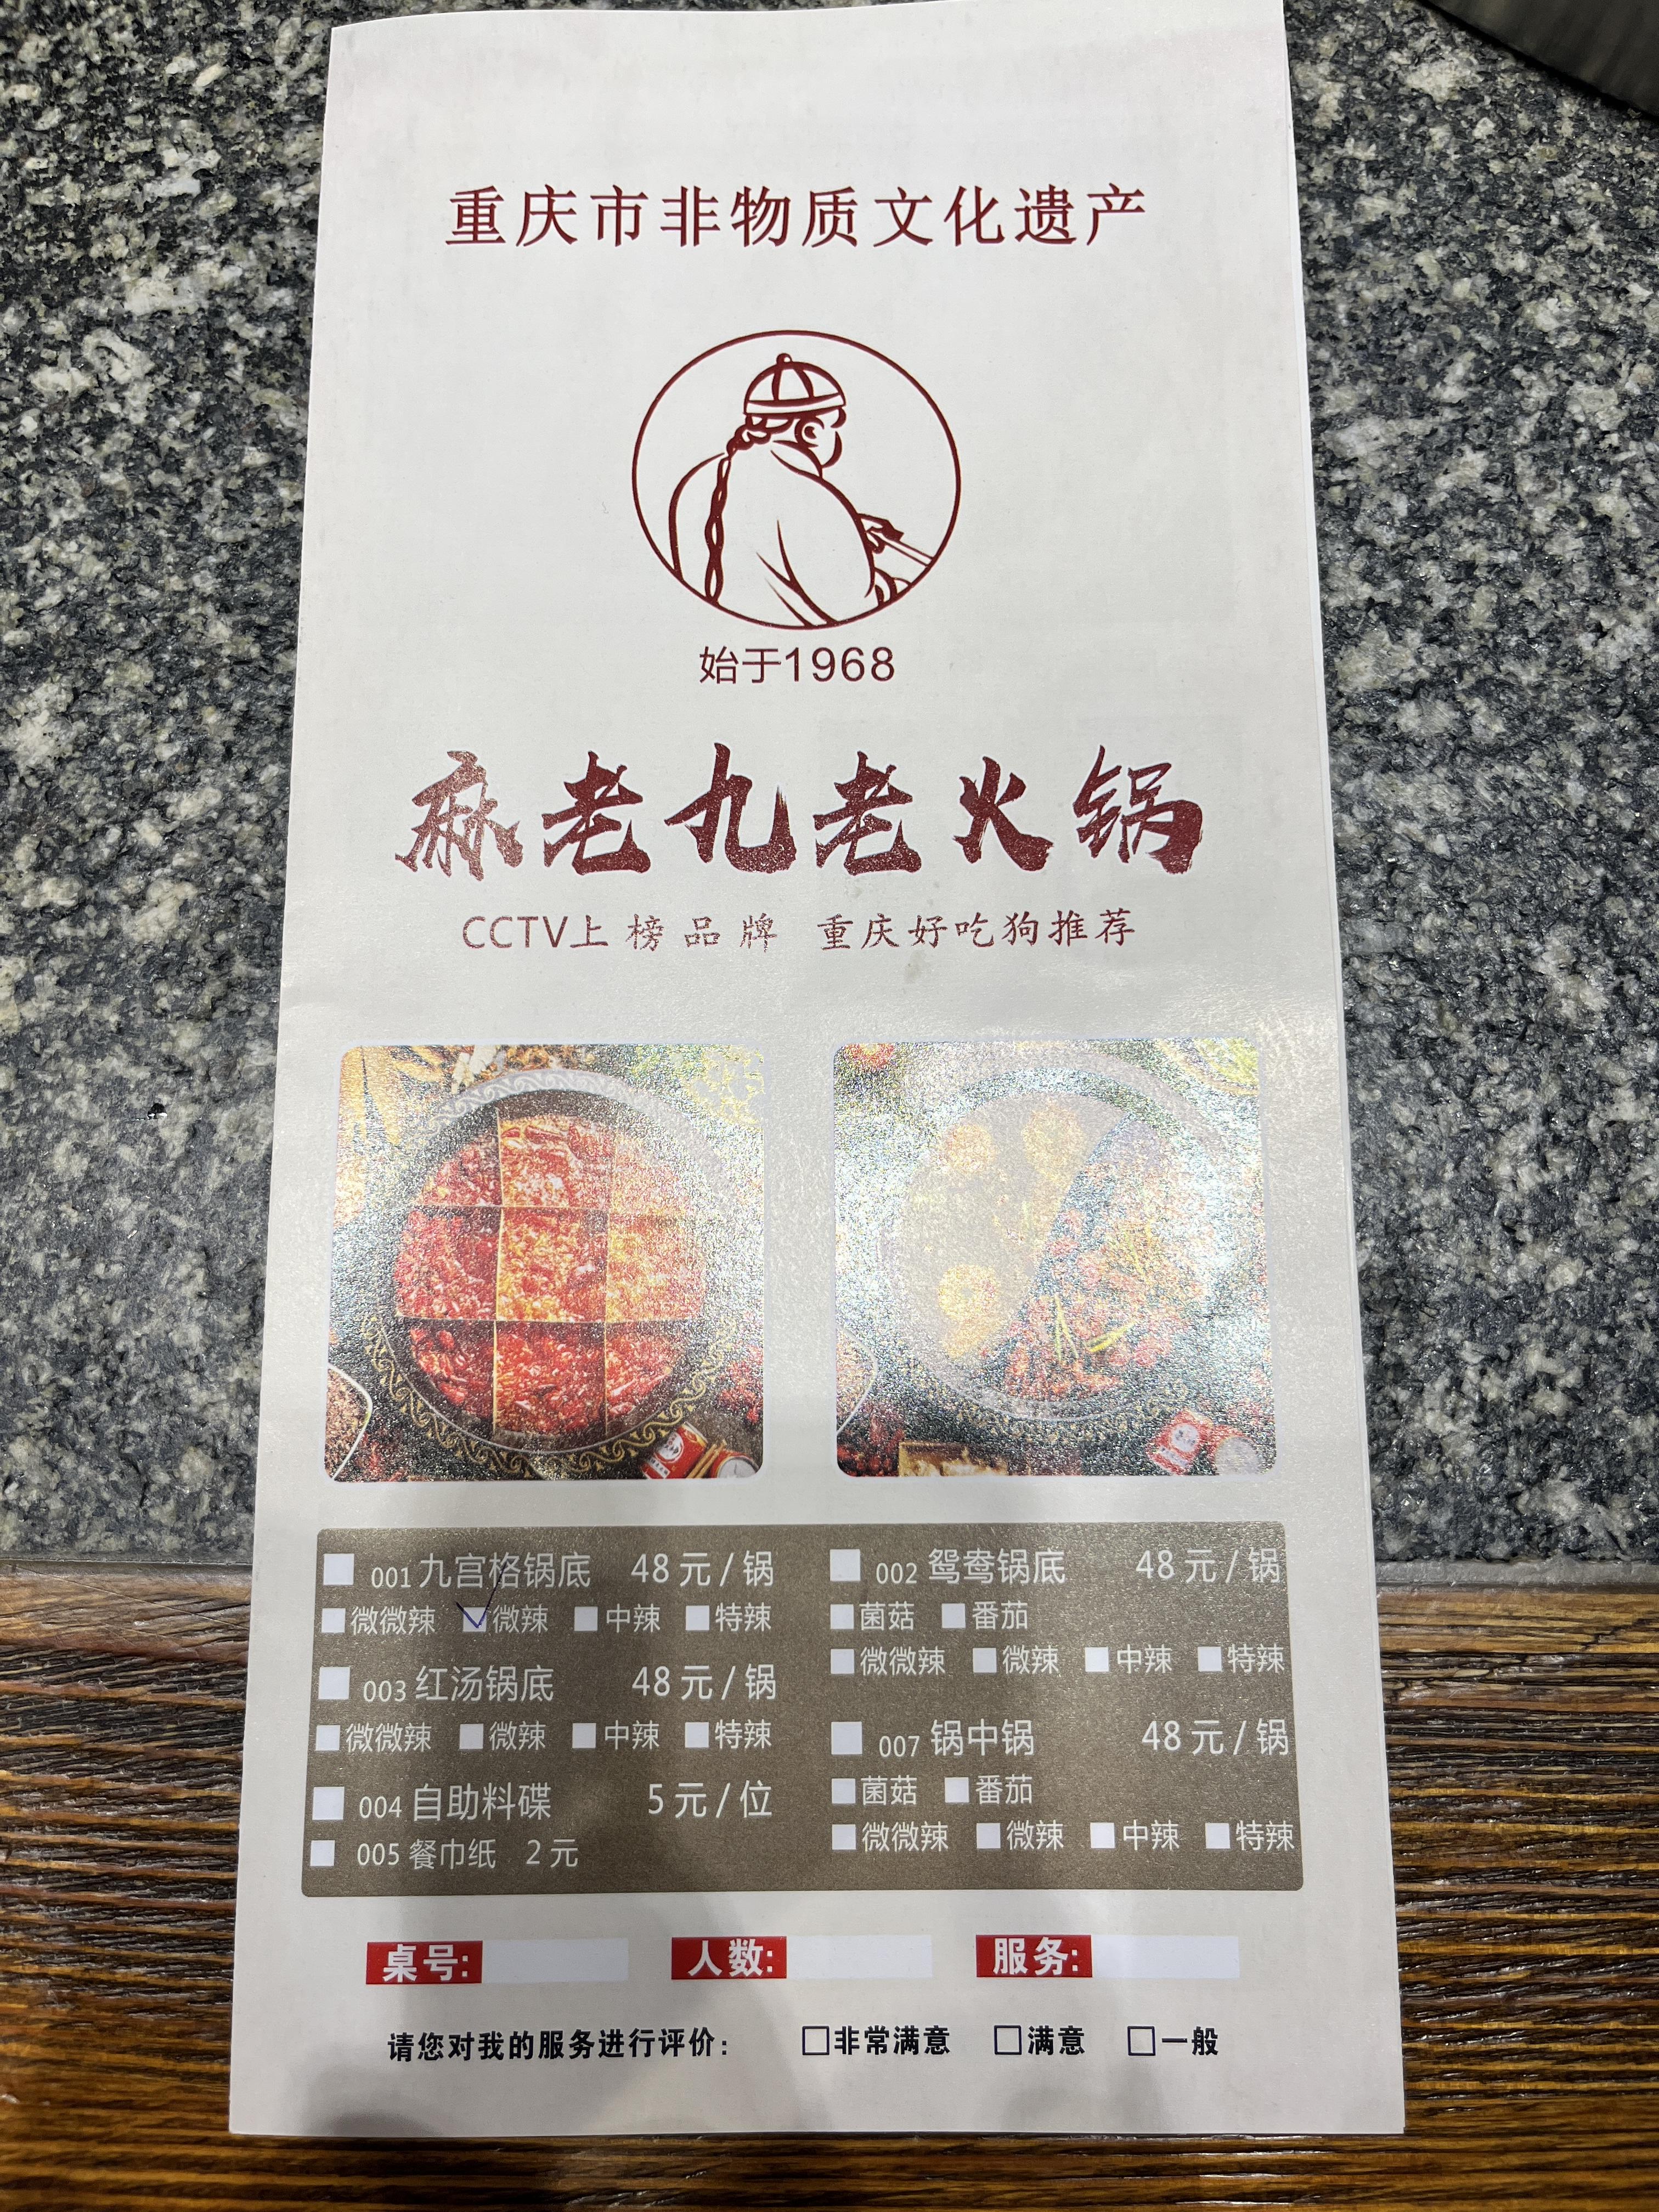 重庆市非物质文化遗产
始于1968
麻老九老火锅
CCTV上榜品牌 重庆好吃狗推荐
001 九宫格锅底 48元/锅
微微辣 微辣 中辣 特辣
003 红汤锅底 48元/锅
微微辣 微辣 中辣 特辣
004 自助料碟 5元/位
005 餐巾纸 2元
002 鸳鸯锅底 48元/锅
菌菇 番茄
微微辣 微辣 中辣 特辣
007 锅中锅 48元/锅
菌菇 番茄
微微辣 微辣 中辣 特辣
桌号: 人数: 服务:
请您对我的服务进行评价: □非常满意 □满意 □一般